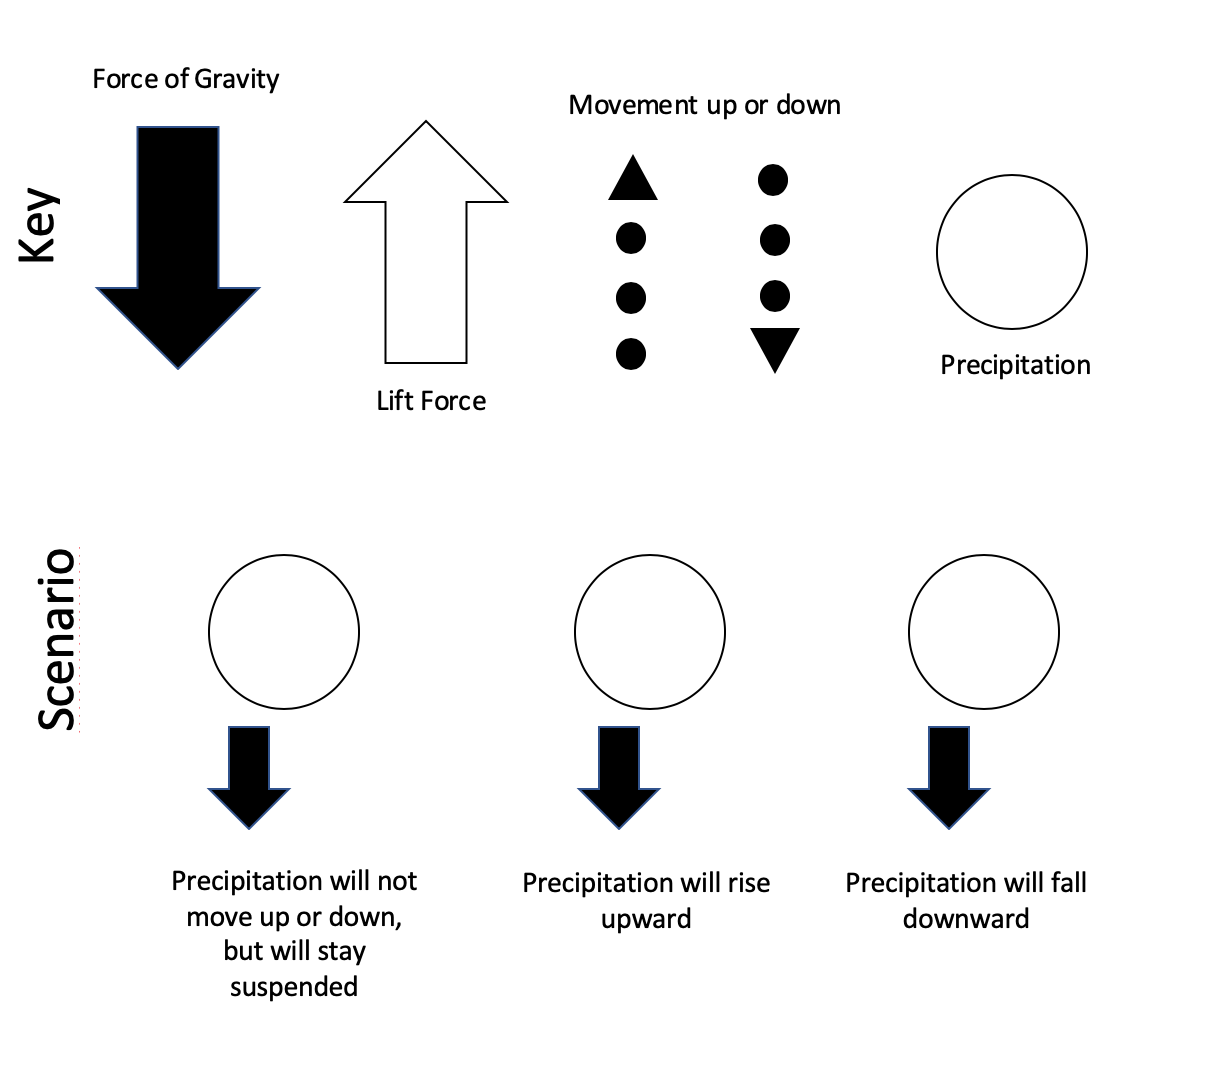 Force of Gravity
Movement up or down
Key
Precipitation
Lift Force
Scenario
Precipitation will not
move up or down,
but will stay
suspended
Precipitation will rise
upward
Precipitation will fall
downward